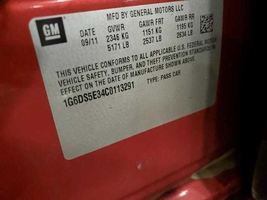 GM
MFD BY GENERAL MOTORS LLC
DATE GVWR GAWR FRT GAWR RR
09/11 2346 KG 1151 KG 1195 KG
5171 LB 2537 LB 2634 LB
THIS VEHICLE CONFORMS TO ALL APPLICABLE U.S. FEDERAL MOTOR
VEHICLE SAFETY, BUMPER, AND THEFT PREVENTION STANDARDS IN
EFFECT ON THE DATE OF MANUFACTURE SHOWN ABOVE.
1G6DS5E34C0113291 TYPE: PASS CAR